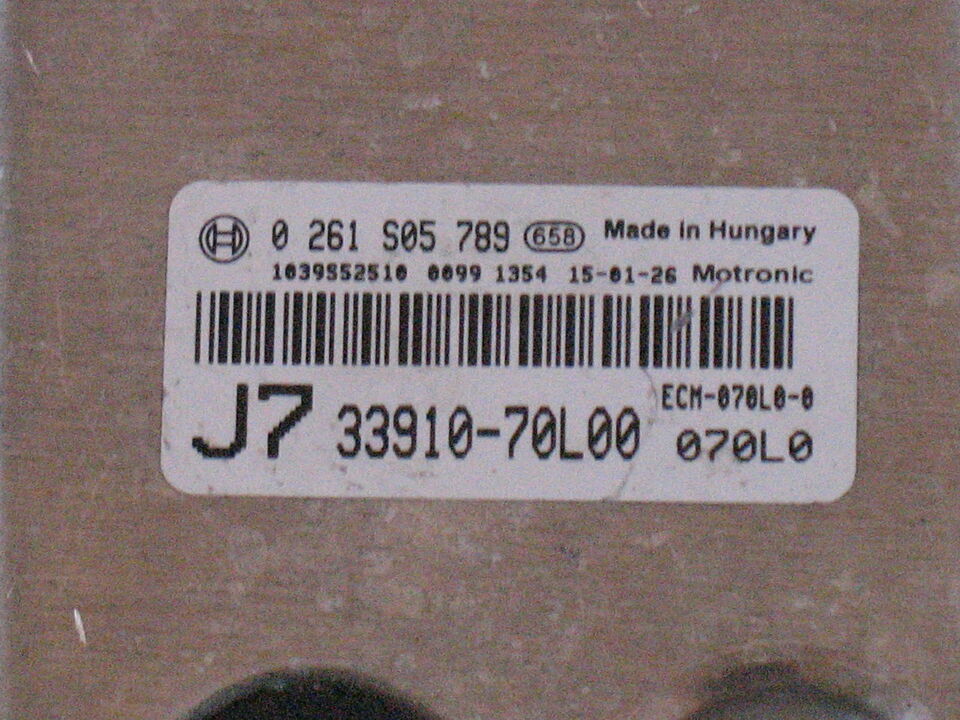 0 261 S05 789 658 Made in Hungary
1039S52510 0099 1354 15-01-26 Motronic
ECM-070L0-0
J7 33910-70L00 070L0